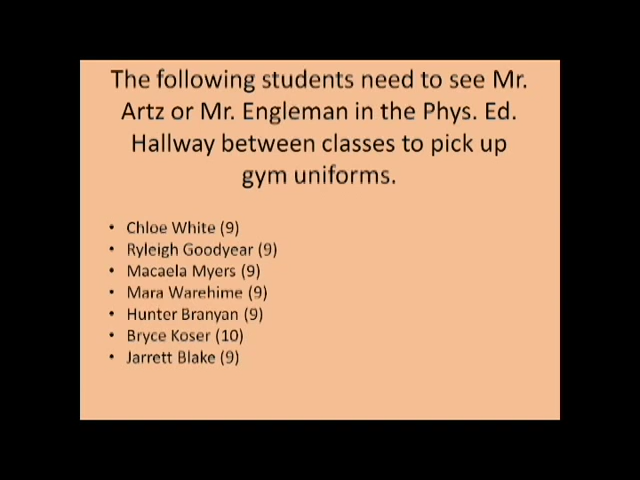 The following students need to see Mr.
Artz or Mr. Engleman in the Phys. Ed.
Hallway between classes to pick up
gym uniforms.
• Chloe White (9)
• Ryleigh Goodyear (9)
• Macaela Myers (9)
• Mara Warehime (9)
• Hunter Branyan (9)
• Bryce Koser (10)
• Jarrett Blake (9)